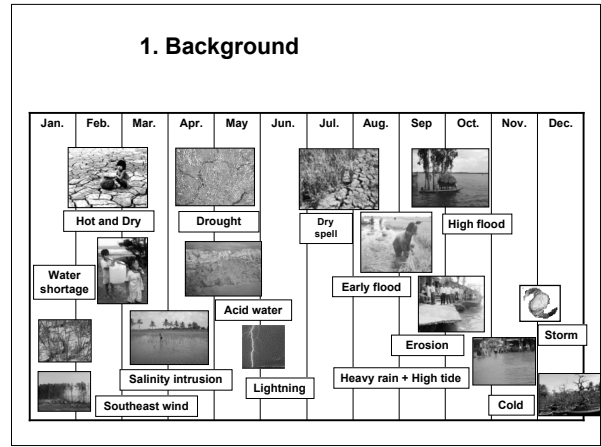 1. Background
Jan. Feb. Mar. Apr. May Jun. Jul. Aug. Sep Oct. Nov. Dec.
Hot and Dry
Drought
Dry
spell
High flood
Water
shortage
Early flood
Acid water
Storm
Erosion
Salinity intrusion
Lightning
Heavy rain + High tide
Southeast wind
Cold